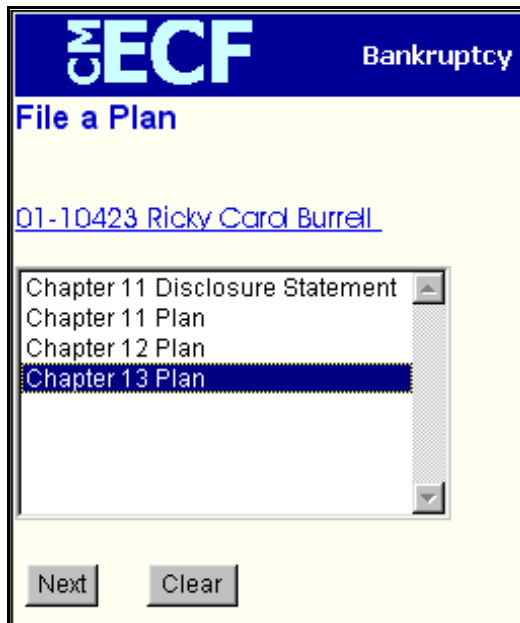 CM ECF Bankruptcy
File a Plan
01-10423 Ricky Carol Burrell
Chapter 11 Disclosure Statement
Chapter 11 Plan
Chapter 12 Plan
Chapter 13 Plan
Next Clear